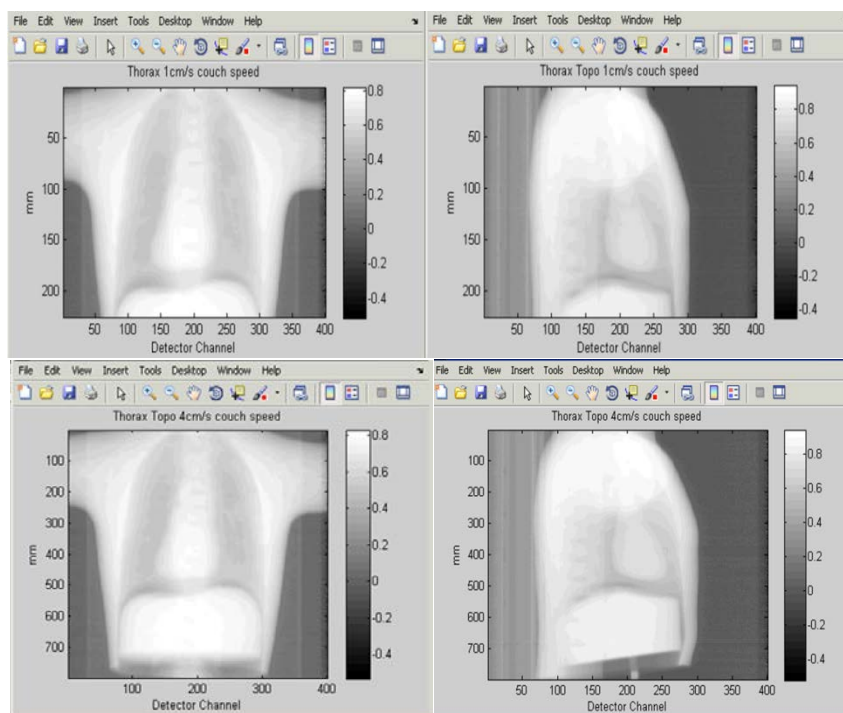 File Edit View Insert Tools Desktop Window Help
Thorax 1cm/s couch speed
50
100
150
200
mm
50 100 150 200 250 300 350 400
Detector Channel
0.8
0.6
0.4
0.2
0
-0.2
-0.4
File Edit View Insert Tools Desktop Window Help
Thorax Topo 1cm/s couch speed
50
100
150
200
mm
50 100 150 200 250 300 350 400
Detector Channel
0.8
0.6
0.4
0.2
0
-0.2
-0.4
File Edit View Insert Tools Desktop Window Help
Thorax Topo 4cm/s couch speed
100
200
300
400
500
600
700
mm
100 200 300 400
Detector Channel
0.8
0.6
0.4
0.2
0
-0.2
-0.4
File Edit View Insert Tools Desktop Window Help
Thorax Topo 4cm/s couch speed
100
200
300
400
500
600
700
mm
50 100 150 200 250 300 350 400
Detector Channel
0.8
0.6
0.4
0.2
0
-0.2
-0.4